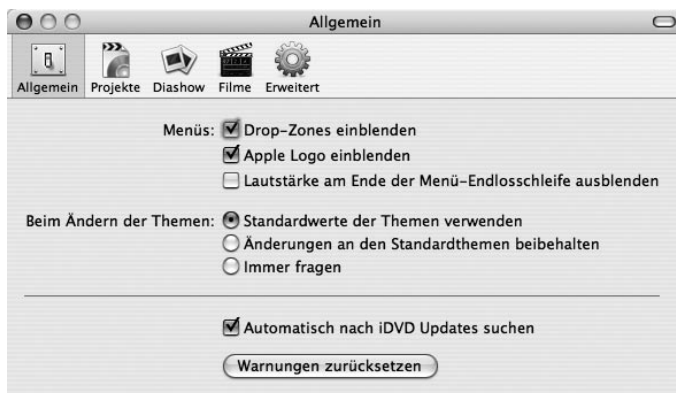 Allgemein
Allgemein Projekte Diashow Filme Erweitert
Menüs: Drop-Zones einblenden
Apple Logo einblenden
Lautstärke am Ende der Menü-Endlosschleife ausblenden
Beim Ändern der Themen: Standardwerte der Themen verwenden
Änderungen an den Standardthemen beibehalten
Immer fragen
Automatisch nach iDVD Updates suchen
Warnungen zurücksetzen